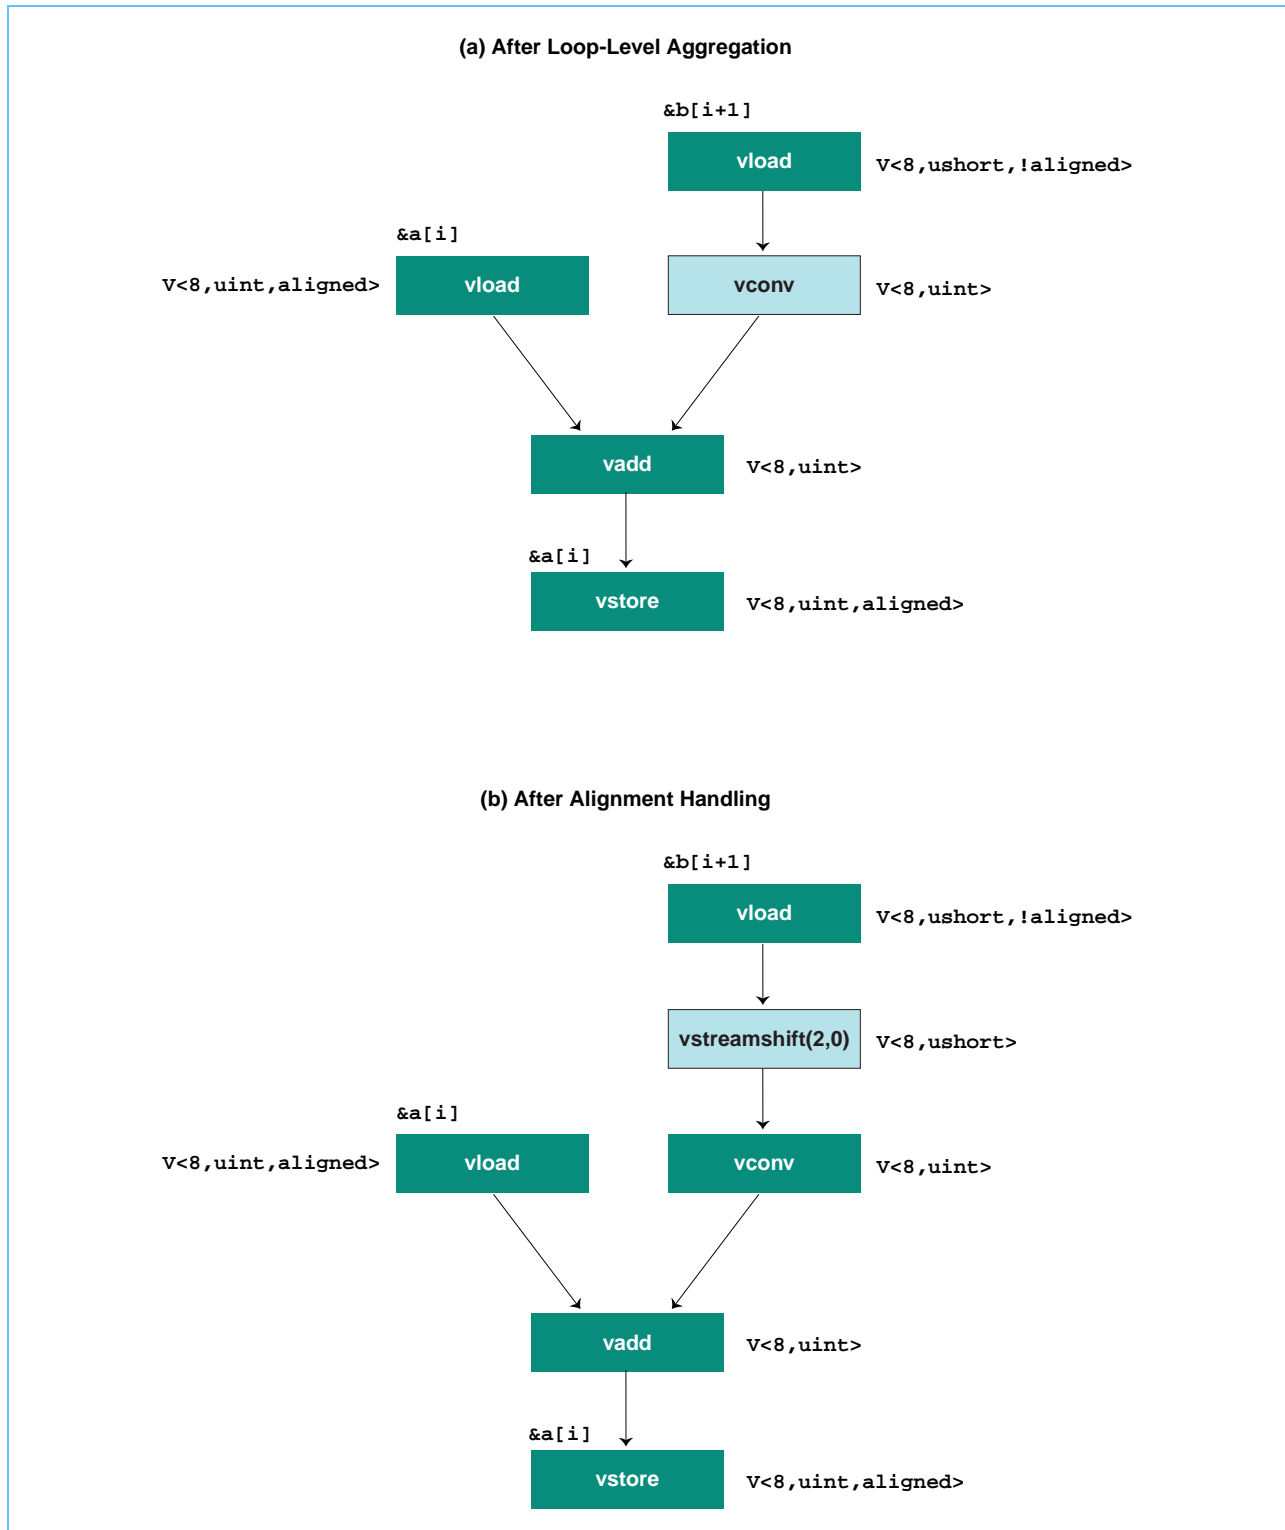 (a) After Loop-Level Aggregation
&b[i+1]
vload
V<8,ushort,!aligned>
&a[i]
V<8,uint,aligned>
vload
vconv
V<8,uint>
vadd
V<8,uint>
&a[i]
vstore
V<8,uint,aligned>
(b) After Alignment Handling
&b[i+1]
vload
V<8,ushort,!aligned>
vstreamshift(2,0)
V<8,ushort>
&a[i]
V<8,uint,aligned>
vload
vconv
V<8,uint>
vadd
V<8,uint>
&a[i]
vstore
V<8,uint,aligned>